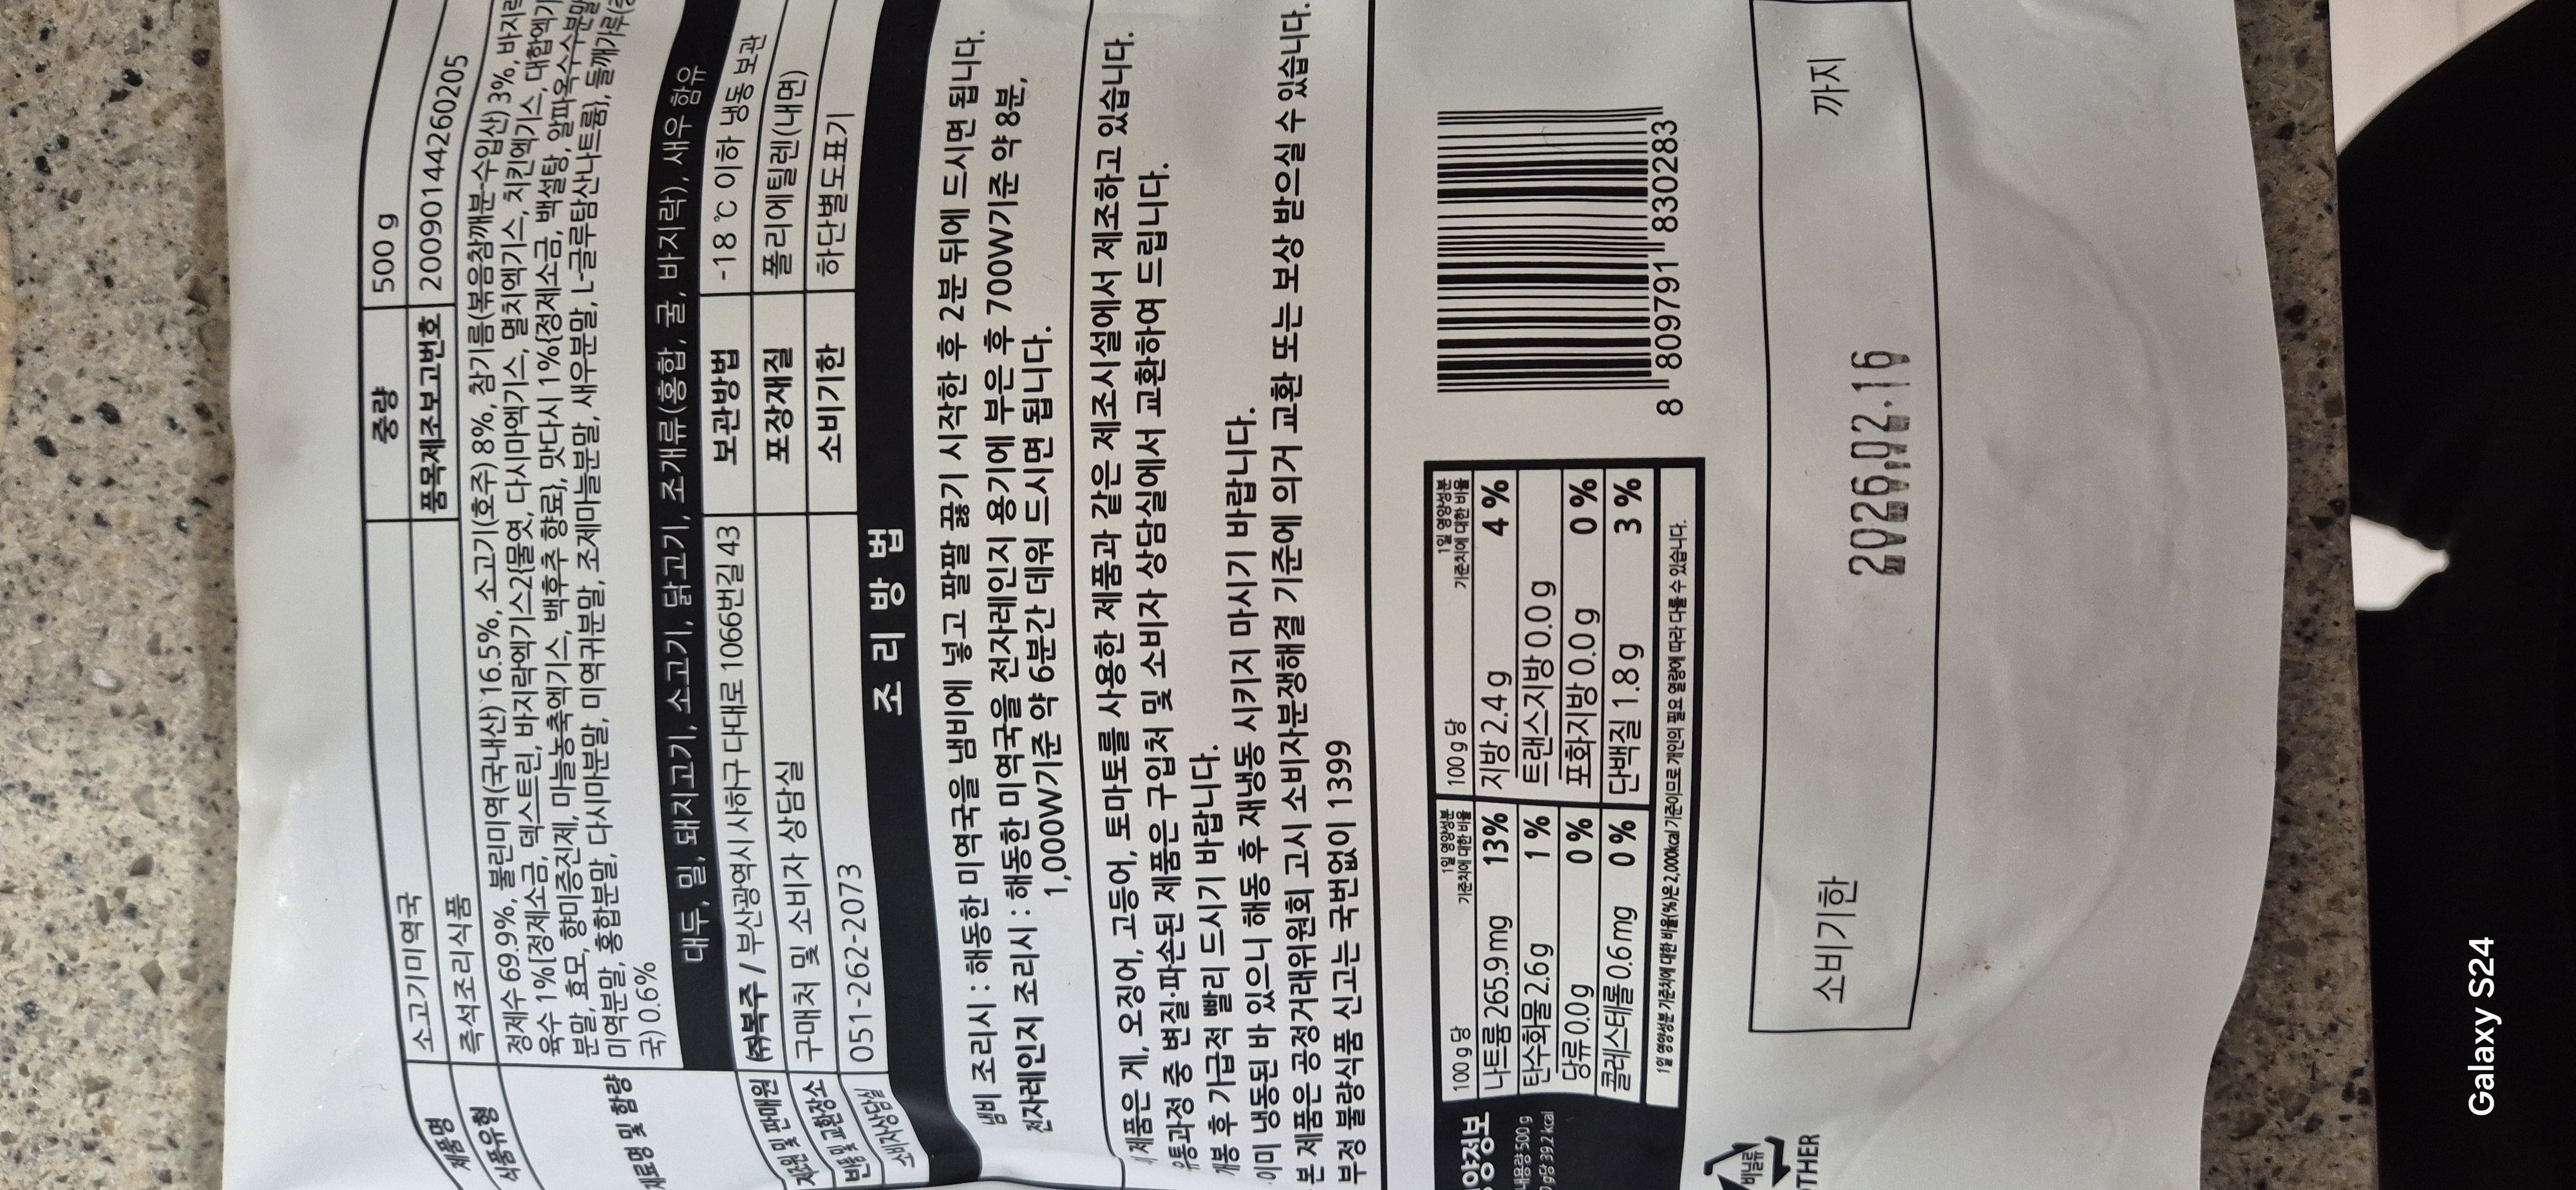 제품명 소고기미역국 중량 500 g
식품유형 즉석조리식품 품목제조보고번호 20090144260205
재료명 및 함량
정제수 69.9%, 불린미역(국내산) 16.5%, 소고기(호주) 8%, 참기름(볶음참깨분-수입산) 3%, 바지락
육수 1%[정제소금, 덱스트린, 바지락엑기스2{물엿, 다시마엑기스, 멸치엑기스, 치킨엑기스, 대합엑기
분말, 효모, 향미증진제, 마늘농축엑기스, 백후추 향료}, 맛다시 1%{정제소금, 백설탕, 알파옥수수분말
미역분말, 홍합분말, 다시마분말, 미역귀분말, 조제마늘분말, 새우분말, L-글루탐산나트륨}, 들깨가루(
국) 0.6%
대두, 밀, 돼지고기, 소고기, 닭고기, 조개류(홍합, 굴, 바지락), 새우 함유
제조원 및 판매원 (주)복주 / 부산광역시 사하구 다대로 1066번길 43 보관방법 -18 ℃ 이하 냉동 보관
반품 및 교환장소 구매처 및 소비자 상담실 포장재질 폴리에틸렌(내면)
소비자상담실 051-262-2073 소비기한 하단별도표기
조 리 방 법
냄비 조리시 : 해동한 미역국을 냄비에 넣고 팔팔 끓기 시작한 후 2분 뒤에 드시면 됩니다.
전자레인지 조리시 : 해동한 미역국을 전자레인지 용기에 부은 후 700W기준 약 8분,
1,000W기준 약 6분간 데워 드시면 됩니다.
제품은 게, 오징어, 고등어, 토마토를 사용한 제품과 같은 제조시설에서 제조하고 있습니다.
유통과정 중 변질·파손된 제품은 구입처 및 소비자 상담실에서 교환하여 드립니다.
개봉 후 가급적 빨리 드시기 바랍니다.
이미 냉동된 바 있으니 해동 후 재냉동 시키지 마시기 바랍니다.
본 제품은 공정거래위원회 고시 소비자분쟁해결 기준에 의거 교환 또는 보상 받으실 수 있습니다.
부정 불량식품 신고는 국번없이 1399
양정보
내용량 500 g
g당 39.2 kcal
100 g 당 1일 영양성분 기준치에 대한 비율 100 g 당 1일 영양성분 기준치에 대한 비율
나트륨 265.9 mg 13% 지방 2.4 g 4 %
탄수화물 2.6 g 1 % 트랜스지방 0.0 g
당류 0.0 g 0% 포화지방 0.0 g 0 %
콜레스테롤 0.6 mg 0% 단백질 1.8 g 3 %
1일 영양성분 기준치에 대한 비율(%)은 2,000kcal 기준이므로 개인의 필요 열량에 따라 다를 수 있습니다.
8 809791 830283
비닐류
OTHER
소비기한 2026.02.16 까지
Galaxy S24